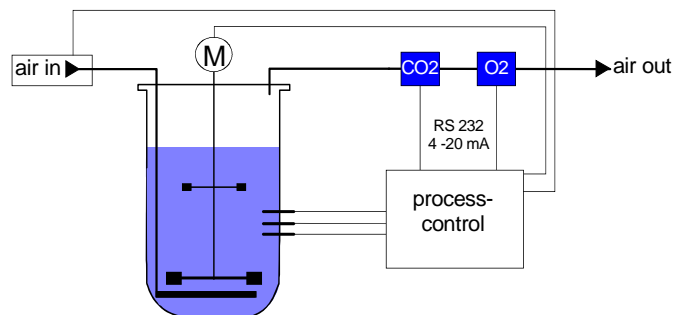 M
air in
CO2
O2
air out
RS 232
4 -20 mA
process-
control